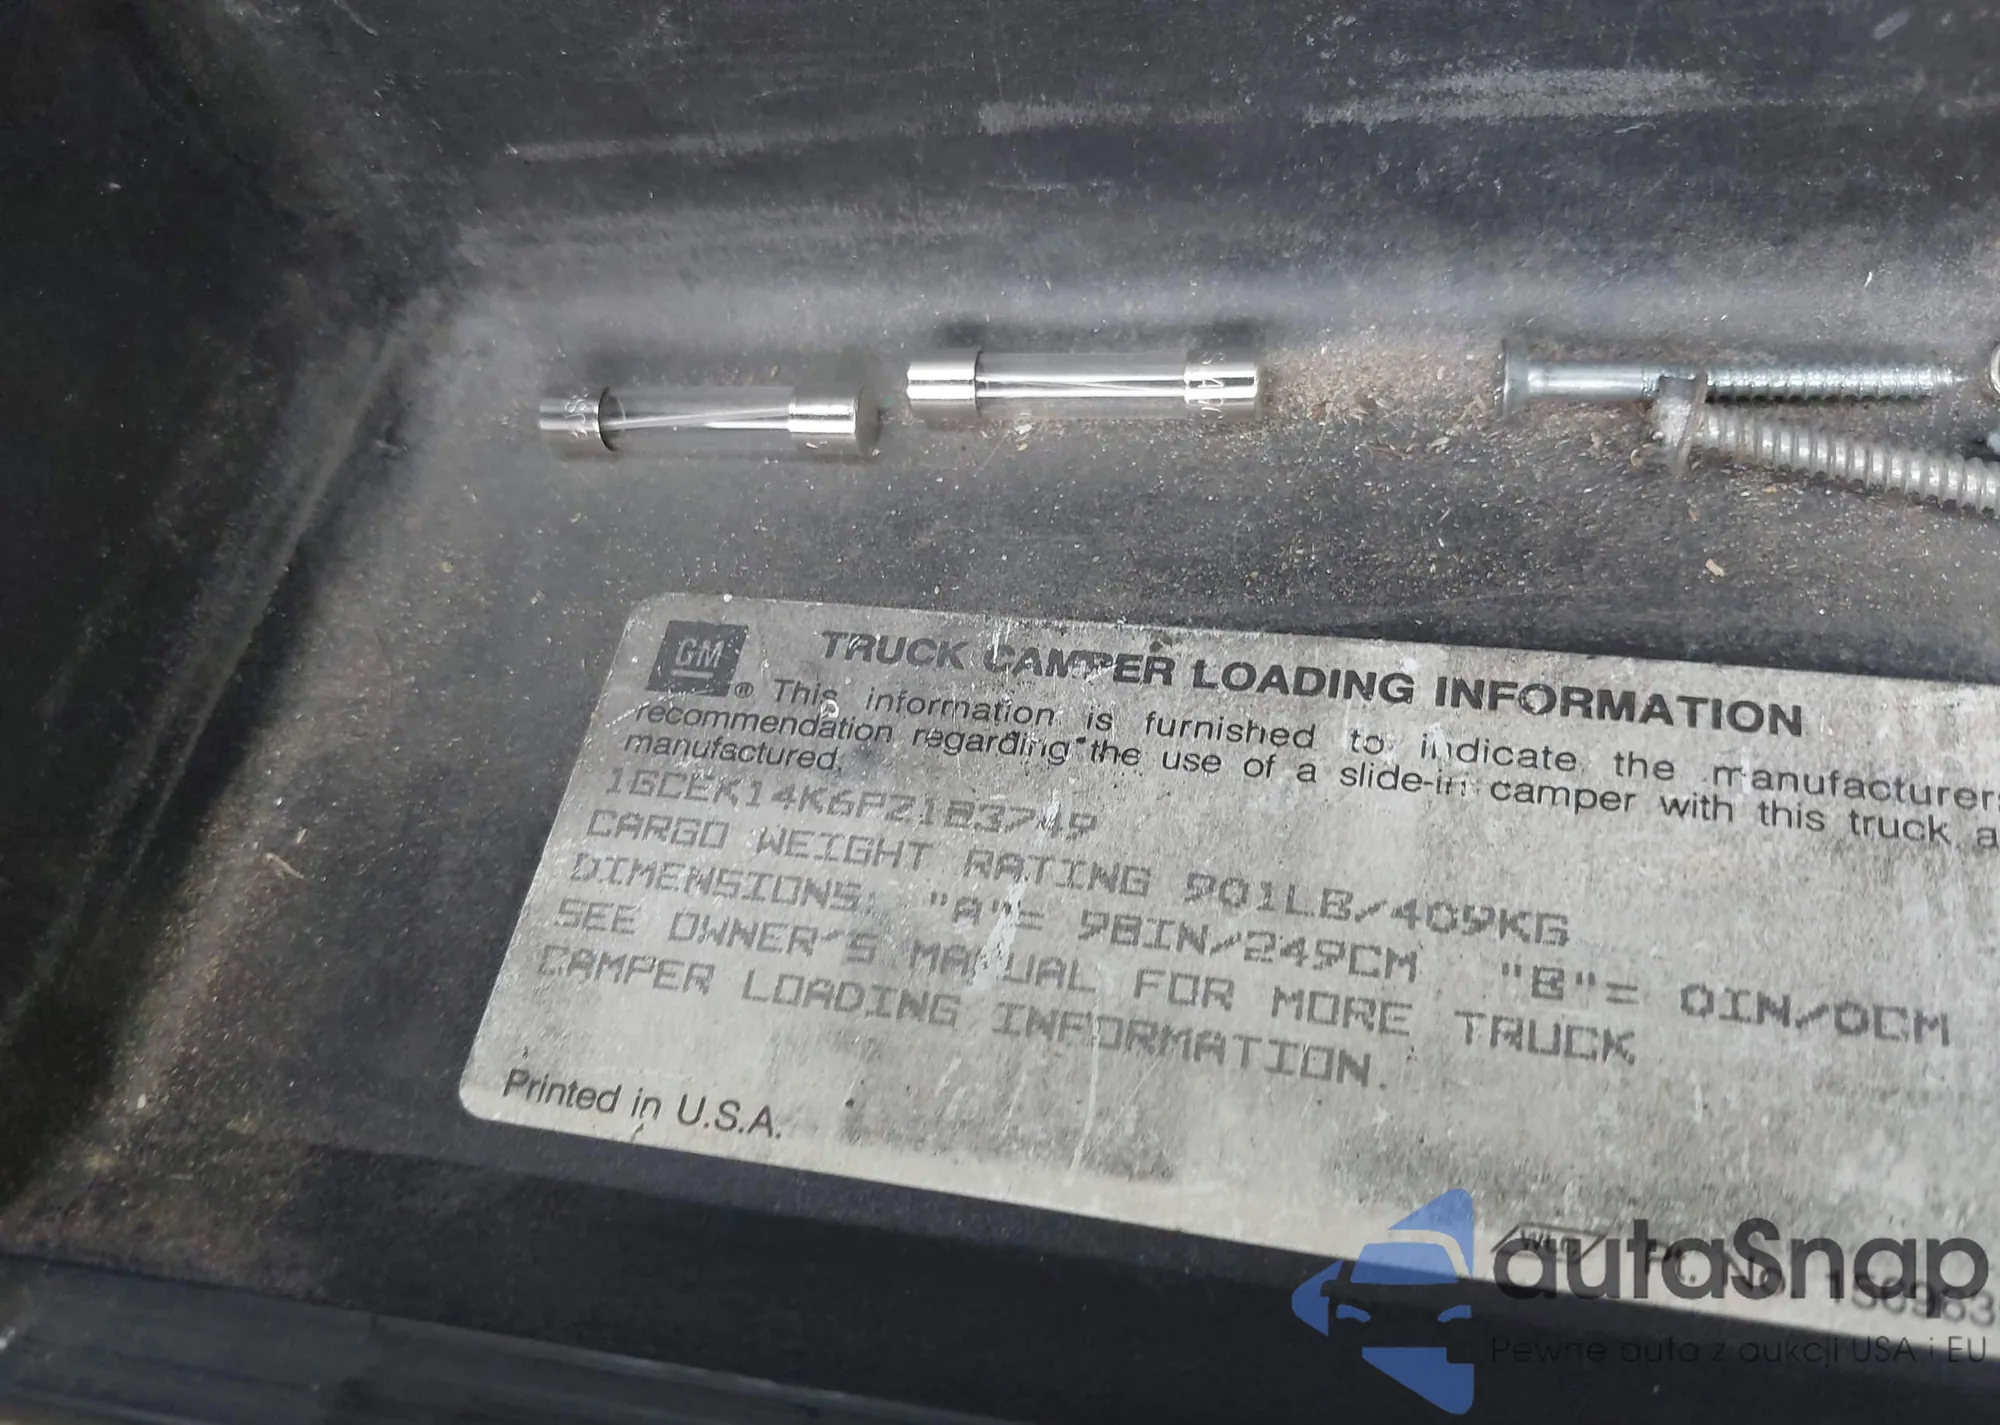 GM
TRUCK CAMPER LOADING INFORMATION
® This information is furnished to indicate the manufacturer
recommendation regarding the use of a slide-in camper with this truck a
manufactured.
1GCEK14K6PZ183749
CARGO WEIGHT RATING 901LB/409KG
DIMENSIONS: "A"= 98IN/249CM "B"= 0IN/0CM
SEE OWNER'S MANUAL FOR MORE TRUCK
CAMPER LOADING INFORMATION.
Printed in U.S.A.
autaSnap
Pewne auta z aukcji USA i EU